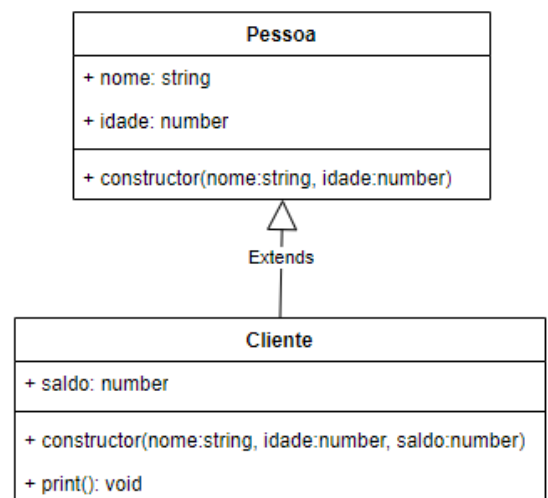 Pessoa
+ nome: string
+ idade: number
+ constructor(nome:string, idade:number)
Extends
Cliente
+ saldo: number
+ constructor(nome:string, idade:number, saldo:number)
+ print(): void